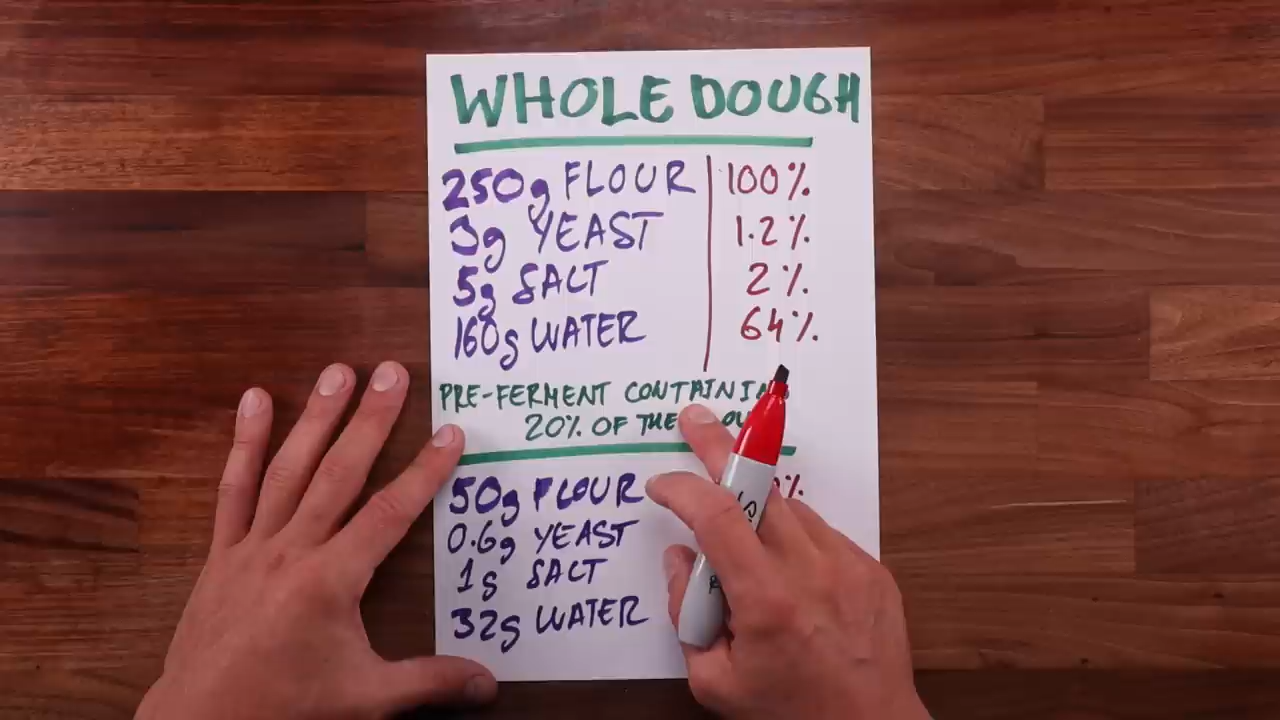 WHOLE DOUGH
250g FLOUR 100%
3g YEAST 1.2%
5g SALT 2%
160g WATER 64%
PRE-FERMENT
20% OF THE
50g FLOUR %
0.6g YEAST
1g SALT
32g WATER